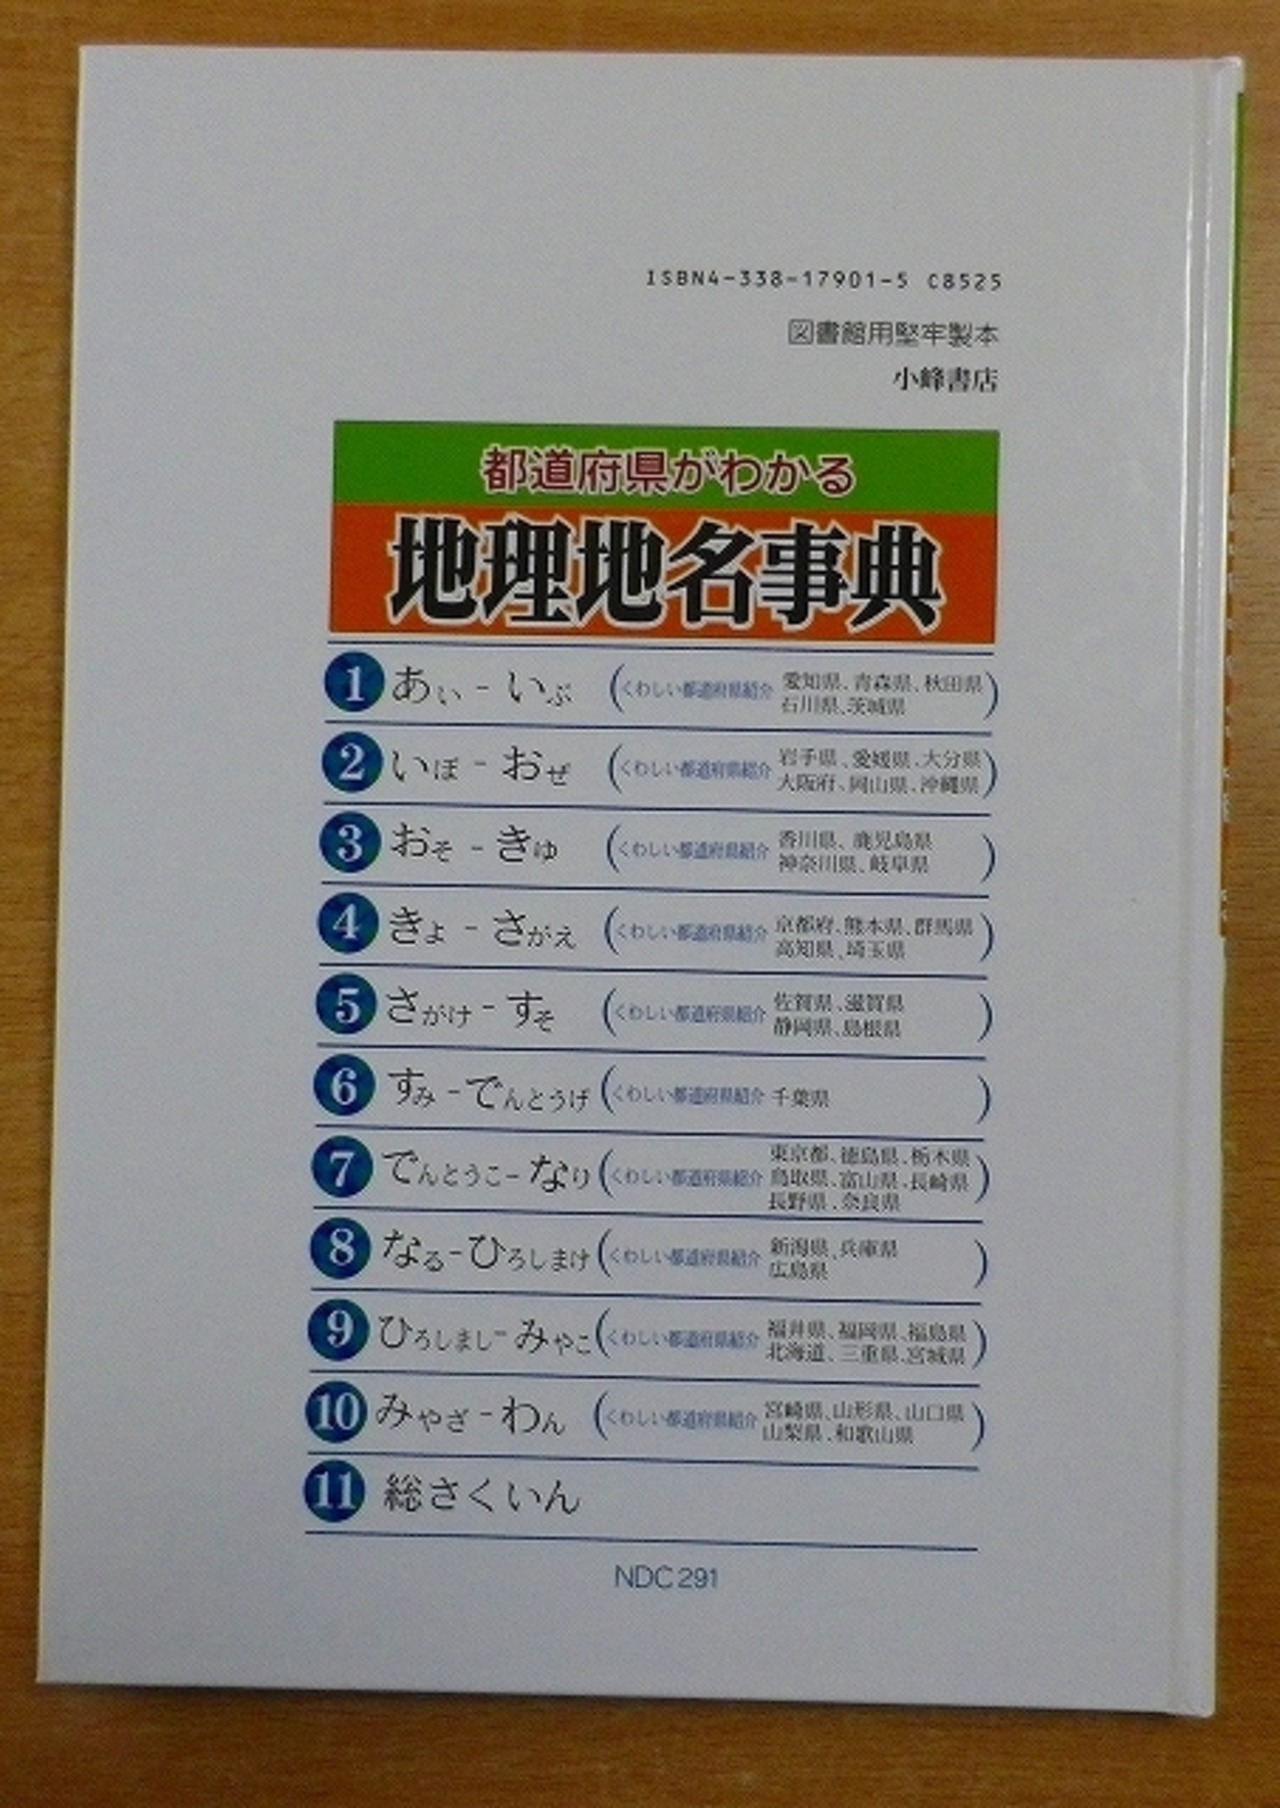 ISBN4-338-17901-5 C8525
図書館用堅牢製本
小峰書店
都道府県がわかる
地理地名事典
1 あぃ - いぶ (くわしい都道府県紹介 愛知県、青森県、秋田県
石川県、茨城県)
2 いぼ - おぜ (くわしい都道府県紹介 岩手県、愛媛県、大分県
大阪府、岡山県、沖縄県)
3 おそ - きゅ (くわしい都道府県紹介 香川県、鹿児島県
神奈川県、岐阜県)
4 きょ - さがえ (くわしい都道府県紹介 京都府、熊本県、群馬県
高知県、埼玉県)
5 さがけ - すそ (くわしい都道府県紹介 佐賀県、滋賀県
静岡県、島根県)
6 すみ - でんとうげ (くわしい都道府県紹介 千葉県)
7 でんとうこ - なり (くわしい都道府県紹介 東京都、徳島県、栃木県
鳥取県、富山県、長崎県
長野県、奈良県)
8 なる - ひろしまけ (くわしい都道府県紹介 新潟県、兵庫県
広島県)
9 ひろしまし - みやこ (くわしい都道府県紹介 福井県、福岡県、福島県
北海道、三重県、宮城県)
10 みやざ - わん (くわしい都道府県紹介 宮崎県、山形県、山口県
山梨県、和歌山県)
11 総さくいん
NDC 291